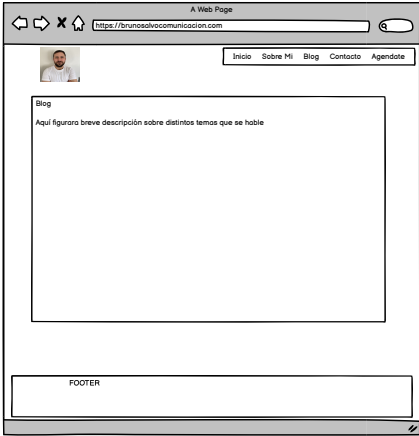 A Web Page
https://brunosalvocomunicacion.com
Inicio Sobre Mi Blog Contacto Agendate
Blog
Aquí figurara breve descripción sobre distintos temas que se hable
FOOTER